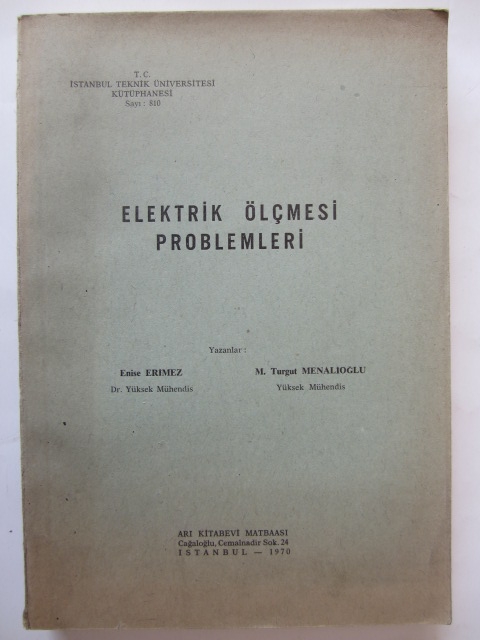 T. C.
İSTANBUL TEKNİK ÜNİVERSİTESİ
KÜTÜPHANESİ
Sayı : 810
ELEKTRİK ÖLÇMESİ
PROBLEMLERİ
Yazanlar :
Enise ERIMEZ
Dr. Yüksek Mühendis
M. Turgut MENALIOĞLU
Yüksek Mühendis
ARI KİTABEVİ MATBAASI
Cağaloğlu, Cemalnadir Sok. 24
İSTANBUL — 1970